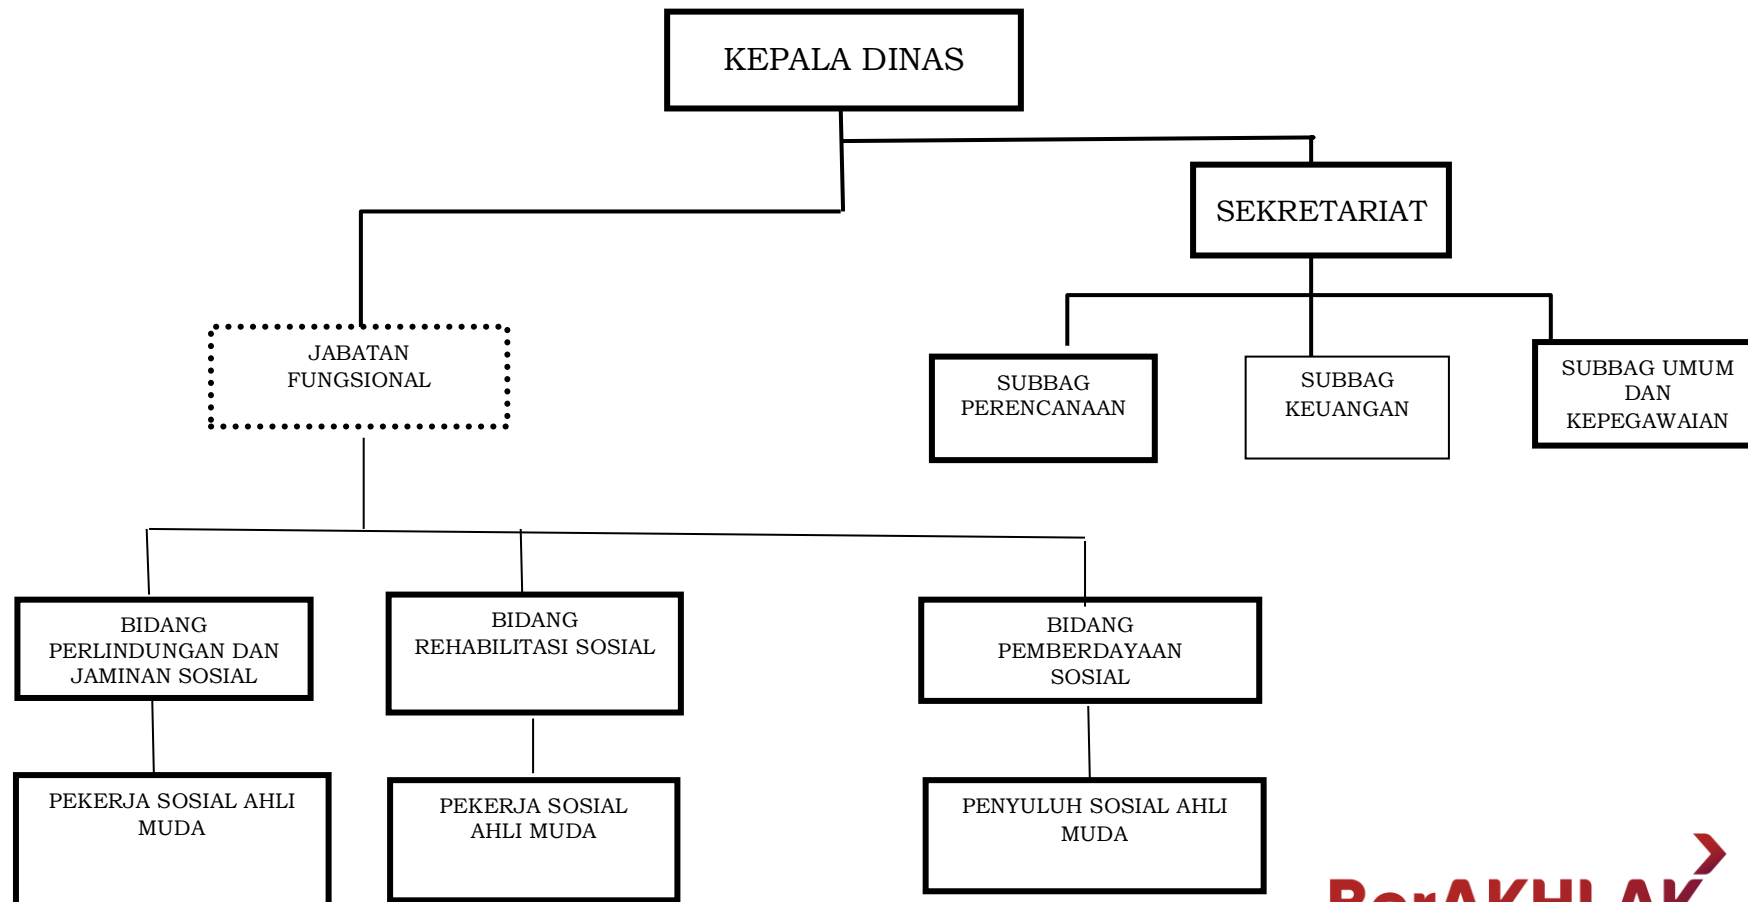 KEPALA DINAS
SEKRETARIAT
JABATAN
FUNGSIONAL
SUBBAG
PERENCANAAN
SUBBAG
KEUANGAN
SUBBAG UMUM
DAN
KEPEGAWAIAN
BIDANG
PERLINDUNGAN DAN
JAMINAN SOSIAL
BIDANG
REHABILITASI SOSIAL
BIDANG
PEMBERDAYAAN
SOSIAL
PEKERJA SOSIAL AHLI
MUDA
PEKERJA SOSIAL
AHLI MUDA
PENYULUH SOSIAL AHLI
MUDA
BerAKHLAK